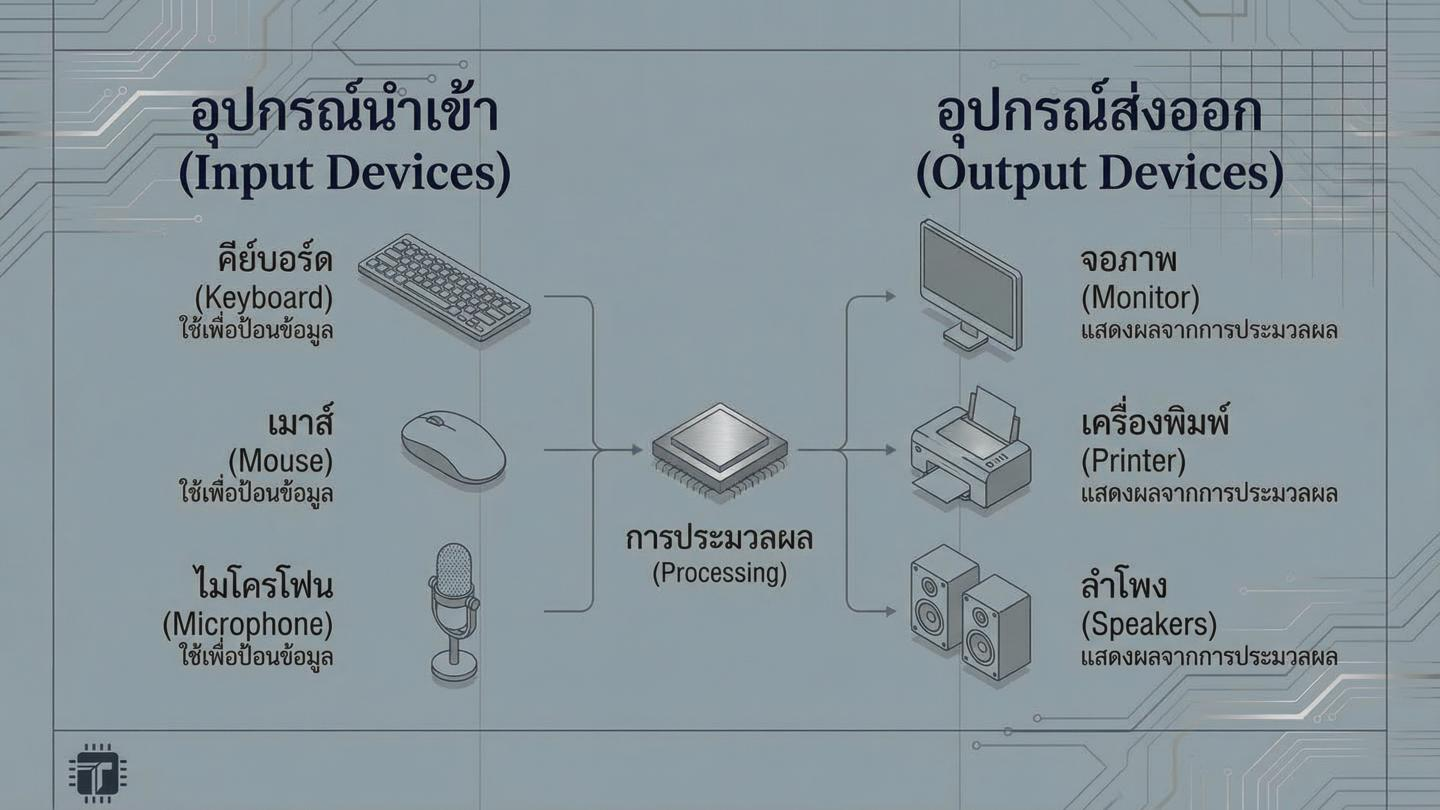 อุปกรณ์นำเข้า
(Input Devices)
คีย์บอร์ด
(Keyboard)
ใช้เพื่อป้อนข้อมูล
เมาส์
(Mouse)
ใช้เพื่อป้อนข้อมูล
ไมโครโฟน
(Microphone)
ใช้เพื่อป้อนข้อมูล
การประมวลผล
(Processing)
อุปกรณ์ส่งออก
(Output Devices)
จอภาพ
(Monitor)
แสดงผลจากการประมวลผล
เครื่องพิมพ์
(Printer)
แสดงผลจากการประมวลผล
ลำโพง
(Speakers)
แสดงผลจากการประมวลผล
T